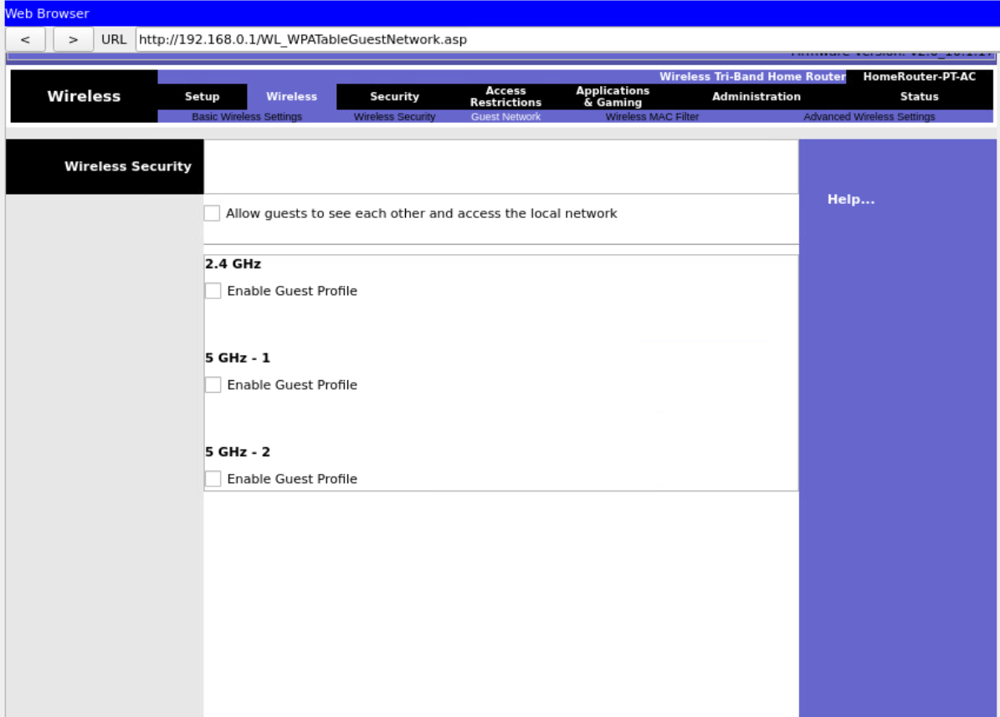 Web Browser
< > URL http://192.168.0.1/WL_WPATableGuestNetwork.asp
Wireless Tri-Band Home Router HomeRouter-PT-AC
Wireless Setup Wireless Security Access Restrictions Applications & Gaming Administration Status
Basic Wireless Settings Wireless Security Guest Network Wireless MAC Filter Advanced Wireless Settings
Wireless Security
Help...
Allow guests to see each other and access the local network
2.4 GHz
Enable Guest Profile
5 GHz - 1
Enable Guest Profile
5 GHz - 2
Enable Guest Profile